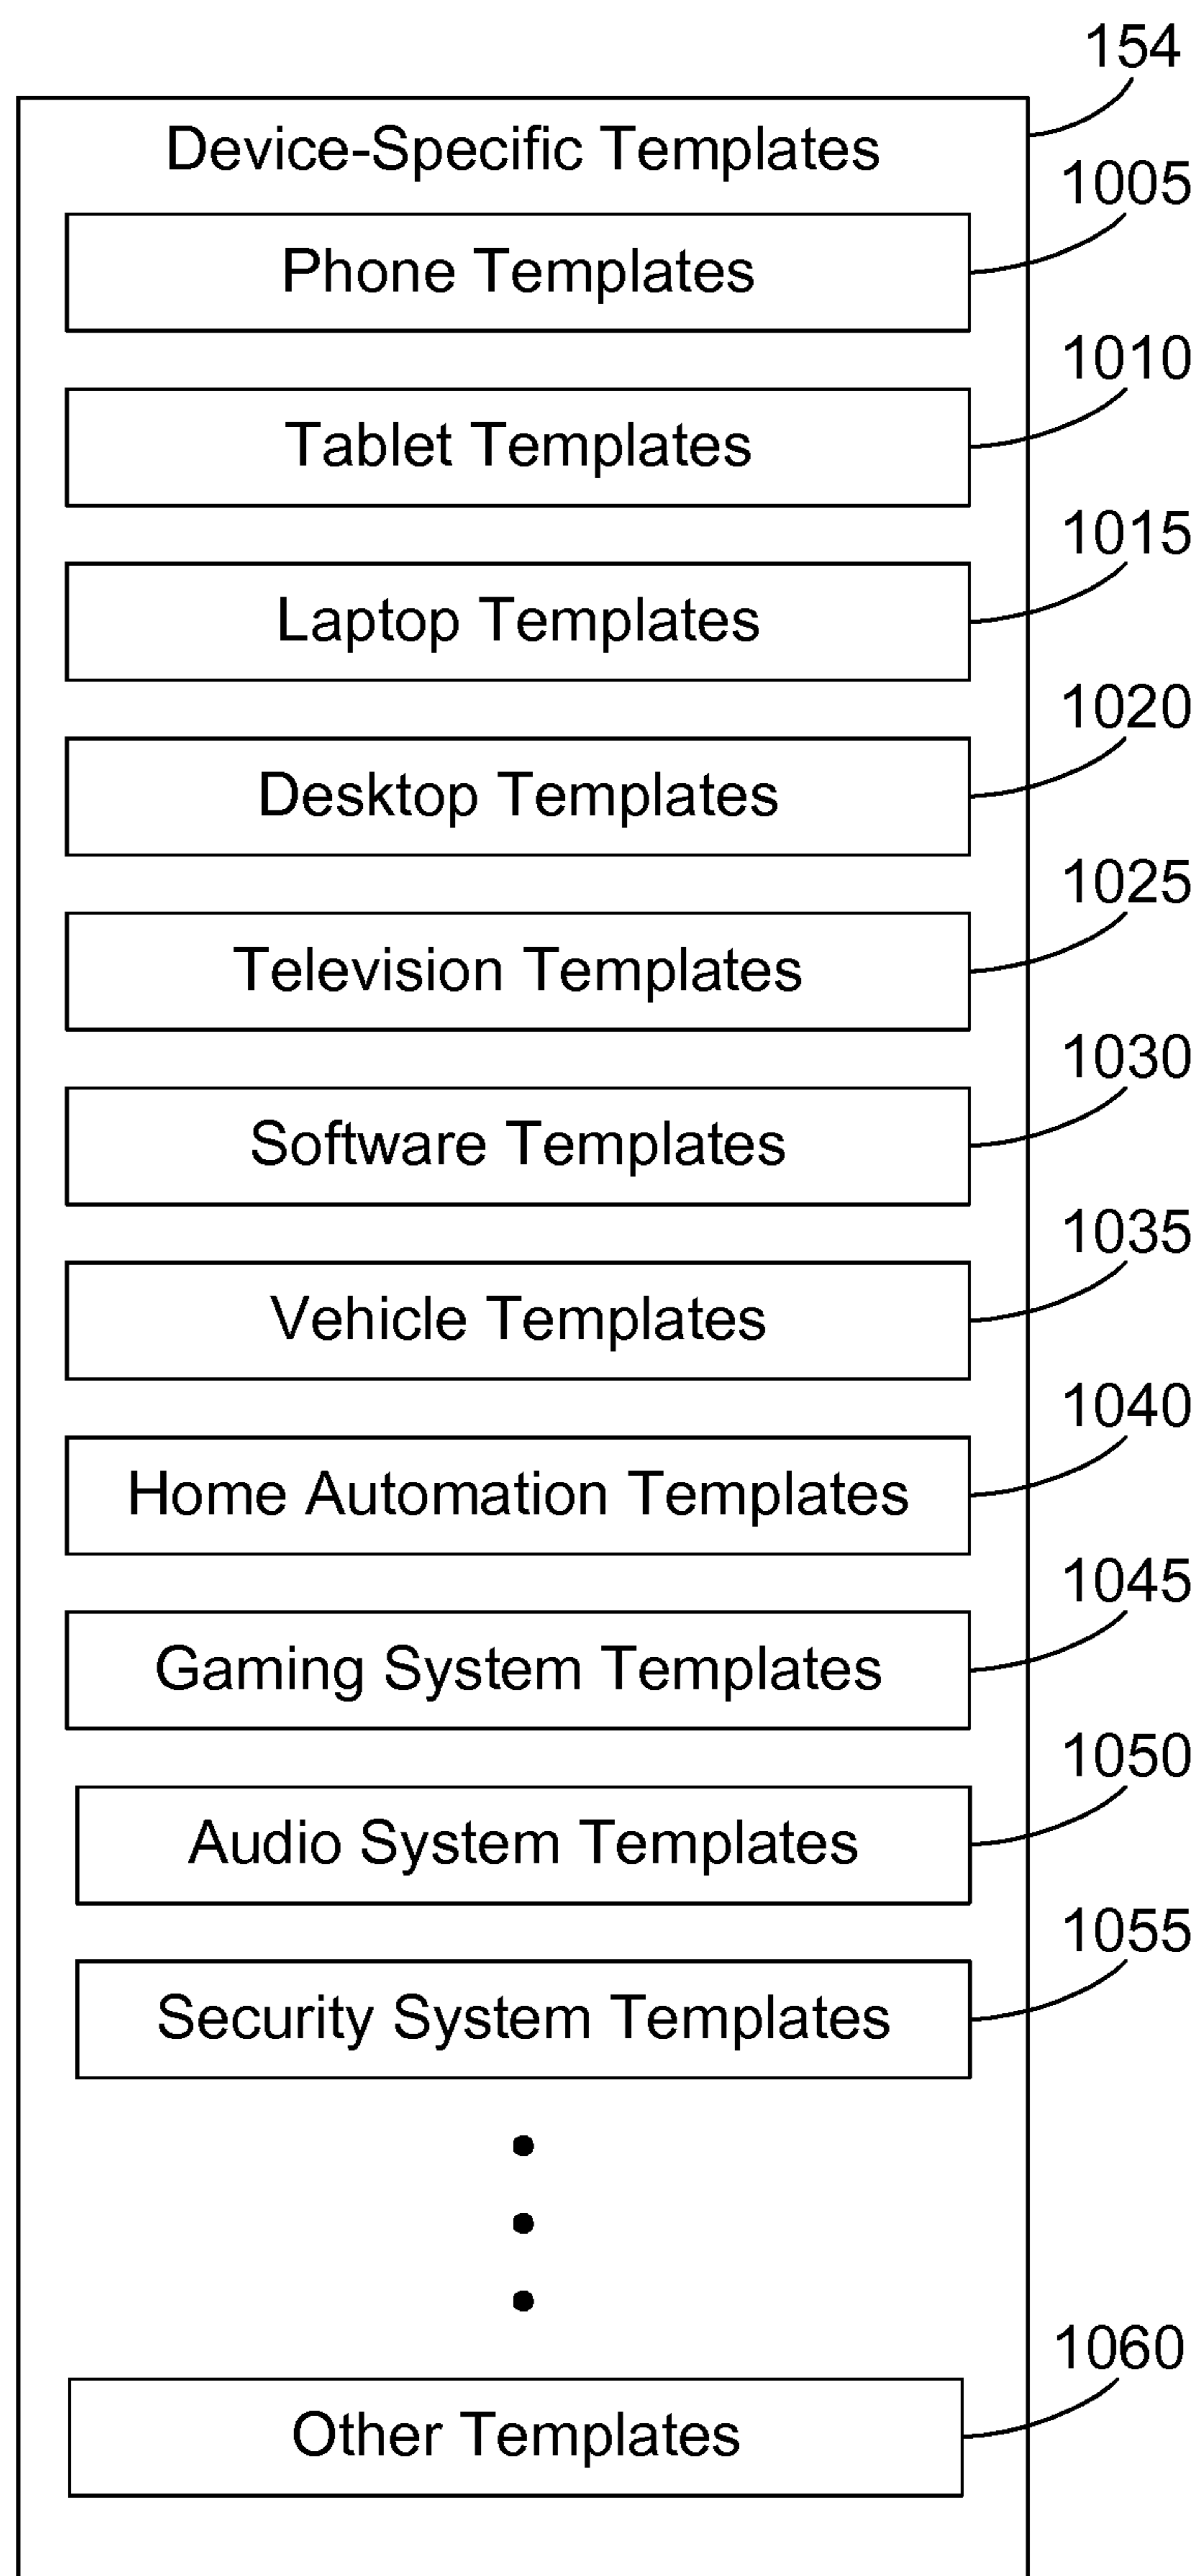 154
Device-Specific Templates
1005
Phone Templates
1010
Tablet Templates
1015
Laptop Templates
1020
Desktop Templates
1025
Television Templates
1030
Software Templates
1035
Vehicle Templates
1040
Home Automation Templates
1045
Gaming System Templates
1050
Audio System Templates
1055
Security System Templates
1060
Other Templates